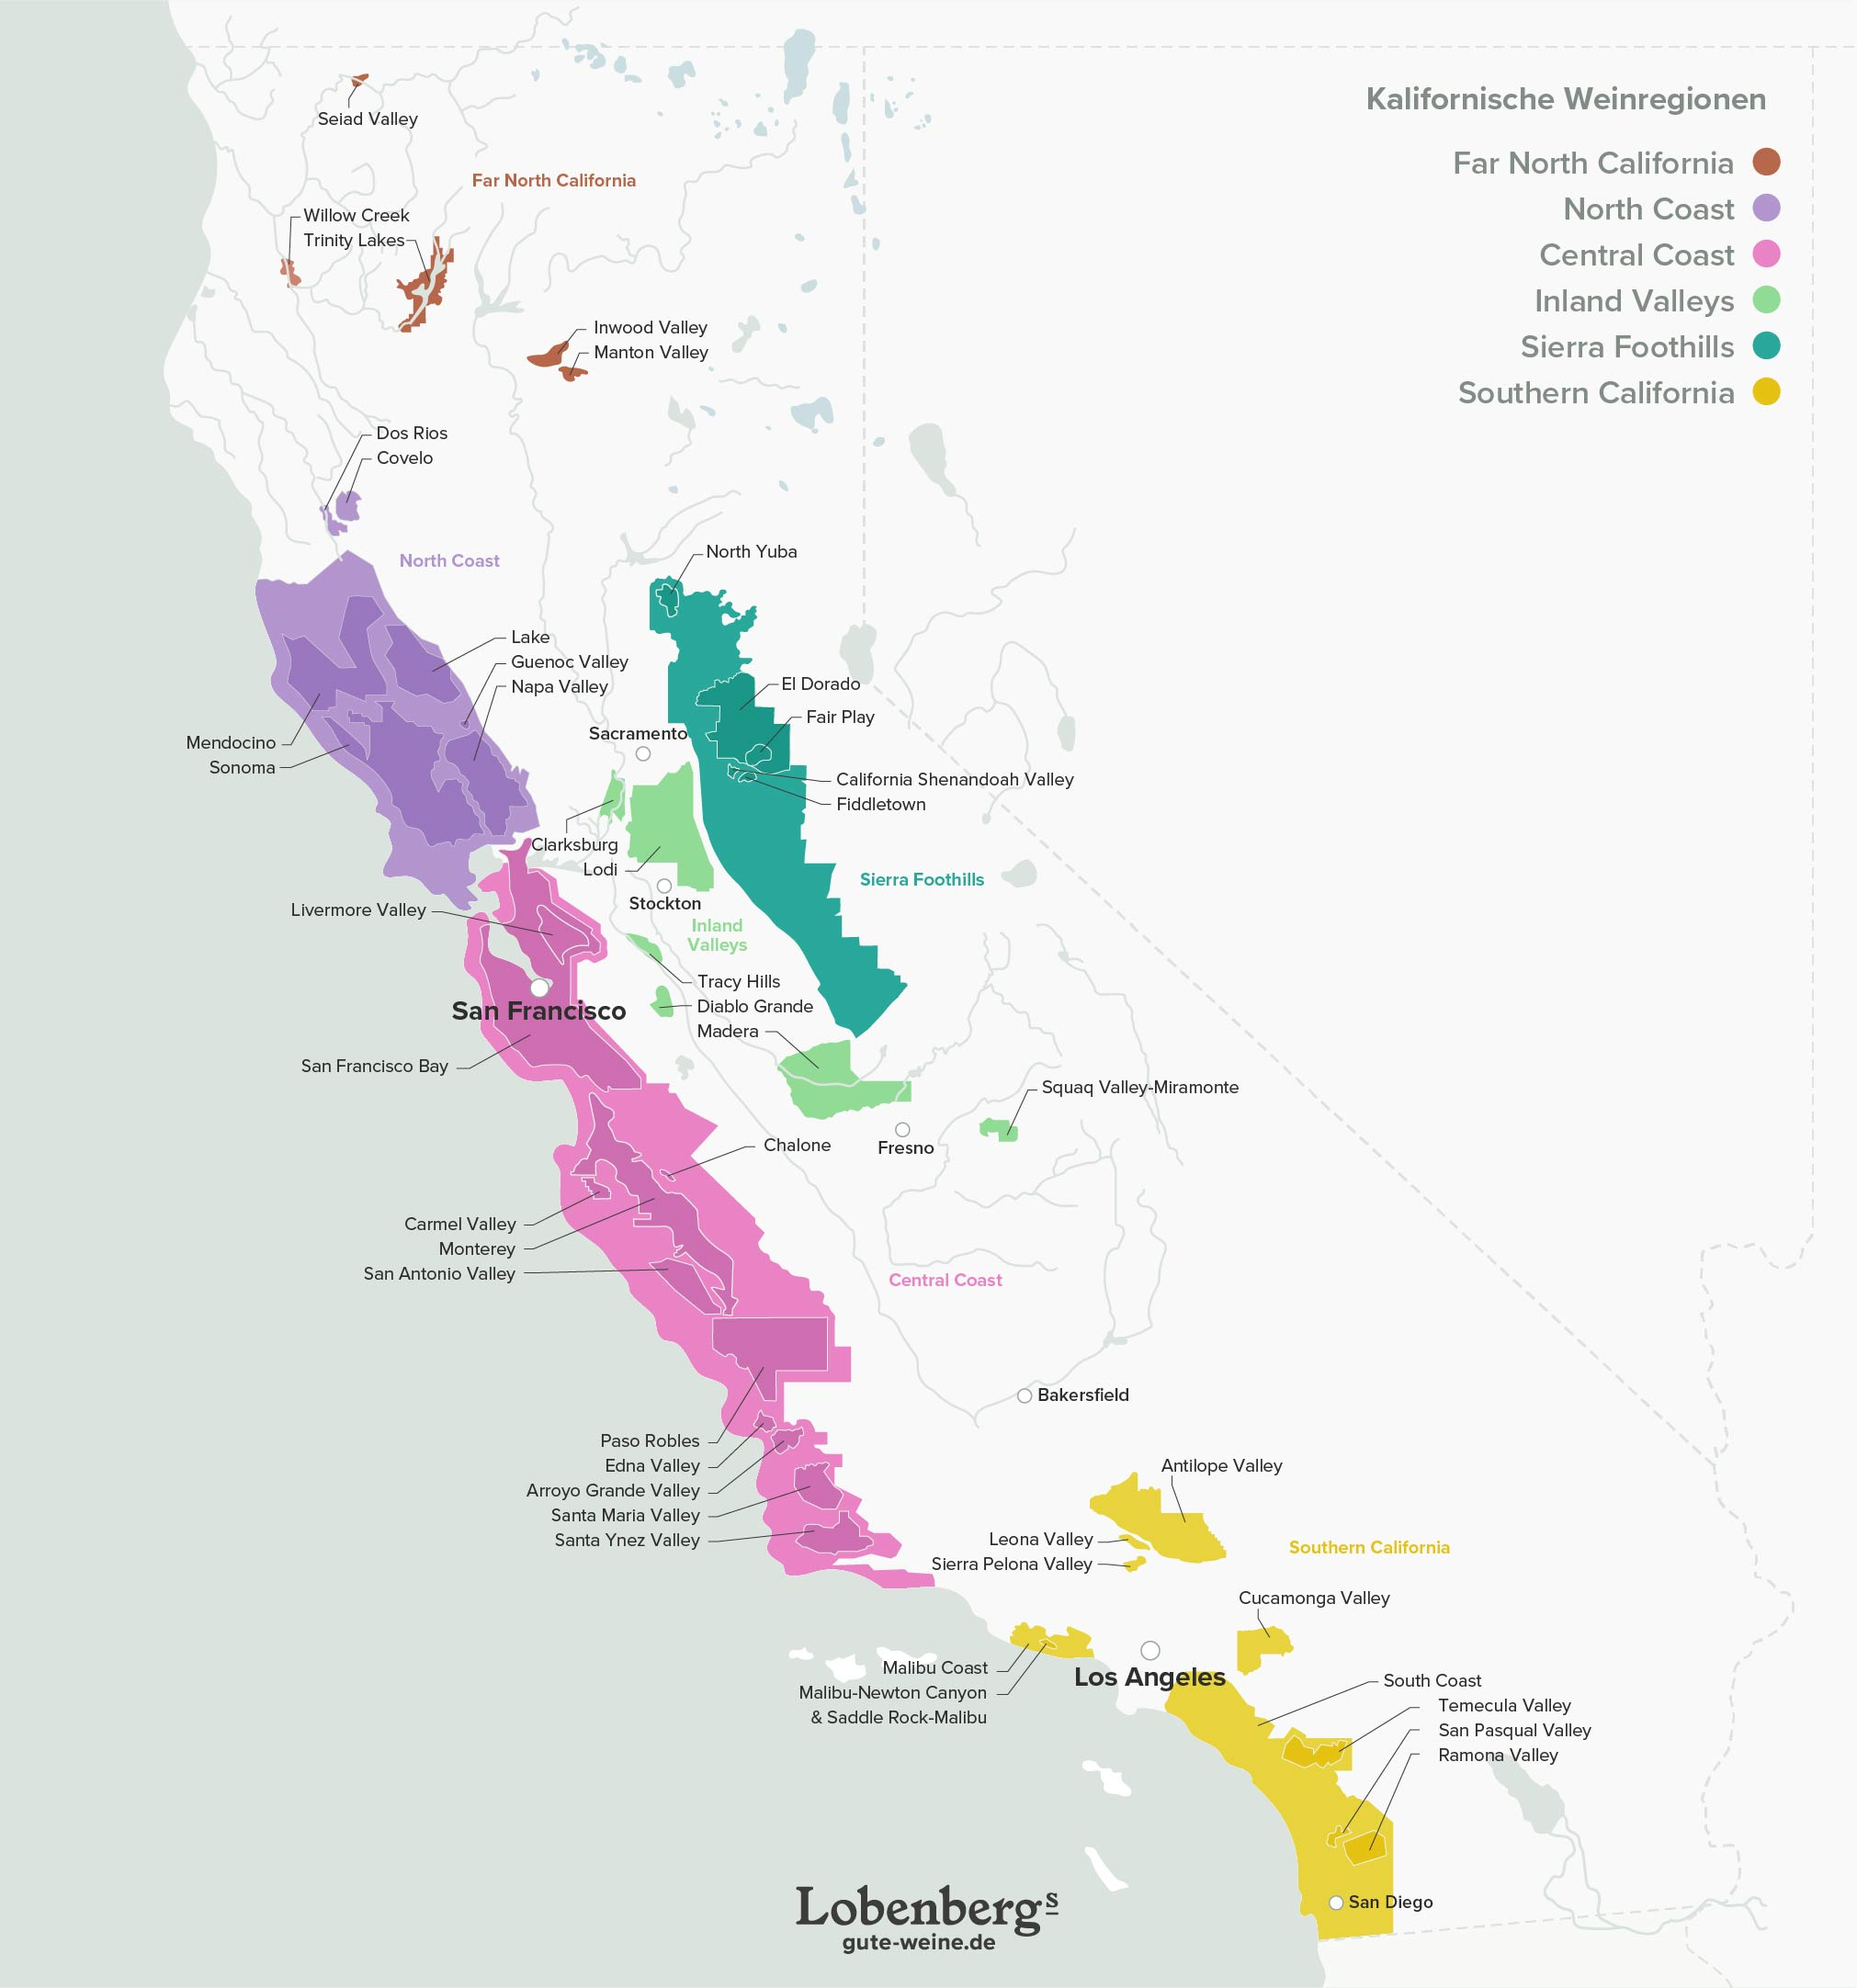 Kalifornische Weinregionen
Far North California
North Coast
Central Coast
Inland Valleys
Sierra Foothills
Southern California
Seiad Valley
Far North California
Willow Creek
Trinity Lakes
Inwood Valley
Manton Valley
Dos Rios
Covelo
North Coast
North Yuba
Lake
Guenoc Valley
Napa Valley
El Dorado
Fair Play
Sacramento
Mendocino
Sonoma
California Shenandoah Valley
Fiddletown
Clarksburg
Lodi
Sierra Foothills
Stockton
Livermore Valley
Inland
Valleys
Tracy Hills
Diablo Grande
Madera
San Francisco
San Francisco Bay
Squaq Valley-Miramonte
Chalone
Fresno
Carmel Valley
Monterey
San Antonio Valley
Central Coast
Bakersfield
Paso Robles
Edna Valley
Arroyo Grande Valley
Santa Maria Valley
Santa Ynez Valley
Antilope Valley
Leona Valley
Sierra Pelona Valley
Southern California
Cucamonga Valley
Malibu Coast
Malibu-Newton Canyon
& Saddle Rock-Malibu
Los Angeles
South Coast
Temecula Valley
San Pasqual Valley
Ramona Valley
San Diego
Lobenbergs
gute-weine.de